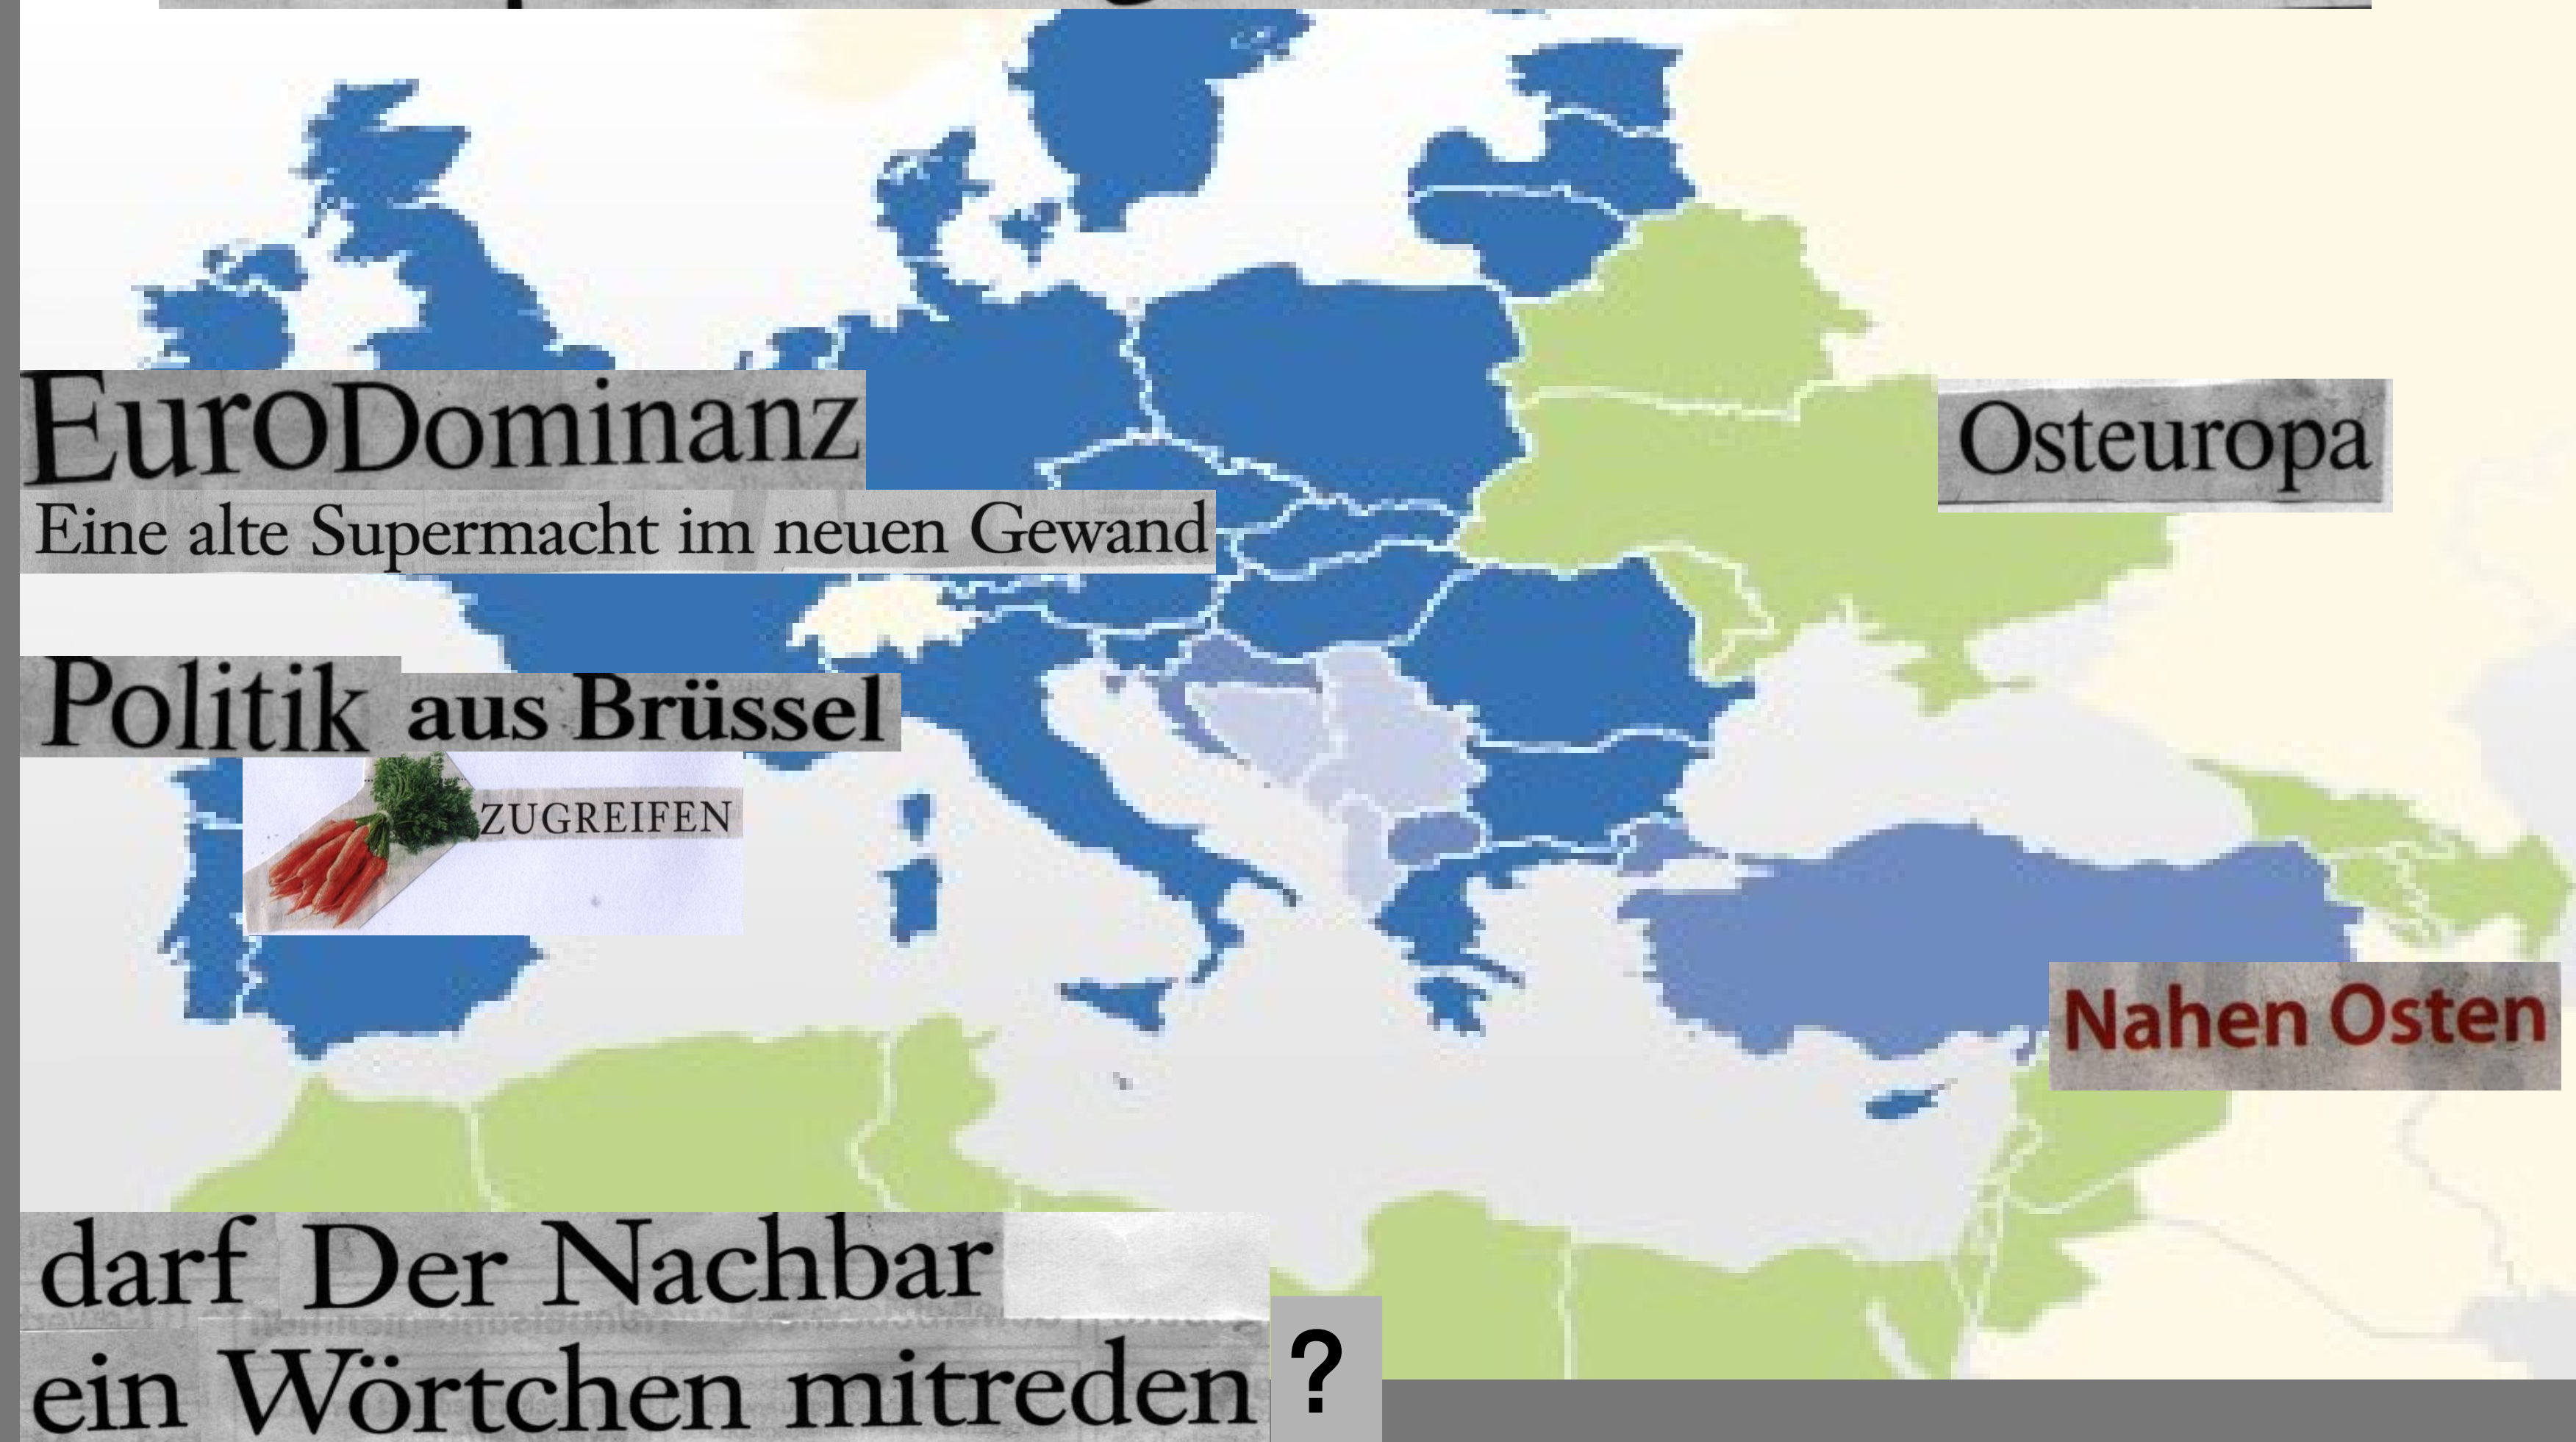 EuroDominanz
Osteuropa
Eine alte Supermacht im neuen Gewand
Politik aus Brüssel
ZUGREIFEN
Nahen Osten
darf Der Nachbar
ein Wörtchen mitreden ?